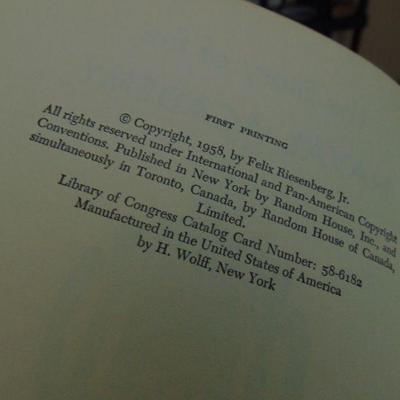 FIRST PRINTING
© Copyright, 1958, by Felix Riesenberg, Jr.
All rights reserved under International and Pan-American Copyright
Conventions. Published in New York by Random House, Inc., and
simultaneously in Toronto, Canada, by Random House of Canada,
Limited.
Library of Congress Catalog Card Number: 58-6182
Manufactured in the United States of America
by H. Wolff, New York